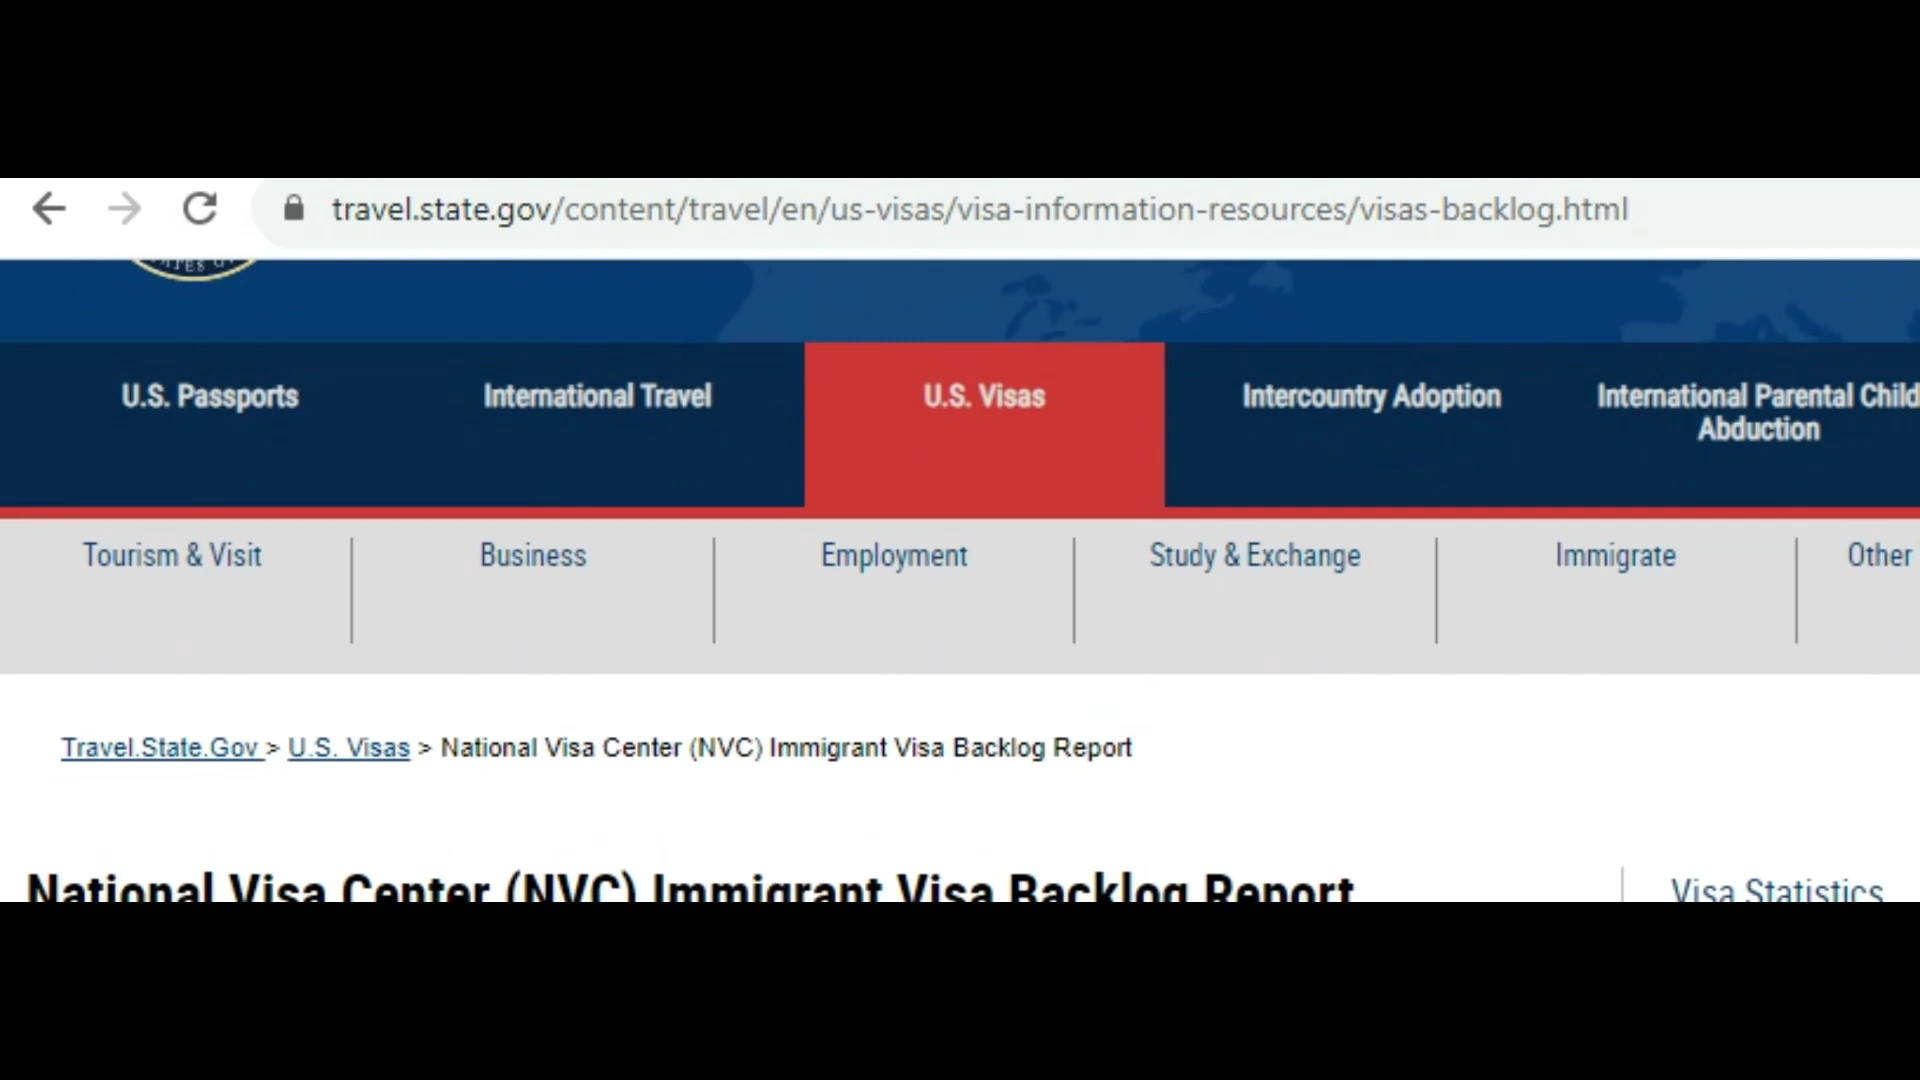 travel.state.gov/content/travel/en/us-visas/visa-information-resources/visas-backlog.html
U.S. Passports
International Travel
U.S. Visas
Intercountry Adoption
International Parental Child
Abduction
Tourism & Visit
Business
Employment
Study & Exchange
Immigrate
Other
Travel.State.Gov > U.S. Visas > National Visa Center (NVC) Immigrant Visa Backlog Report
National Visa Center (NVC) Immigrant Visa Backlog Report
Visa Statistics